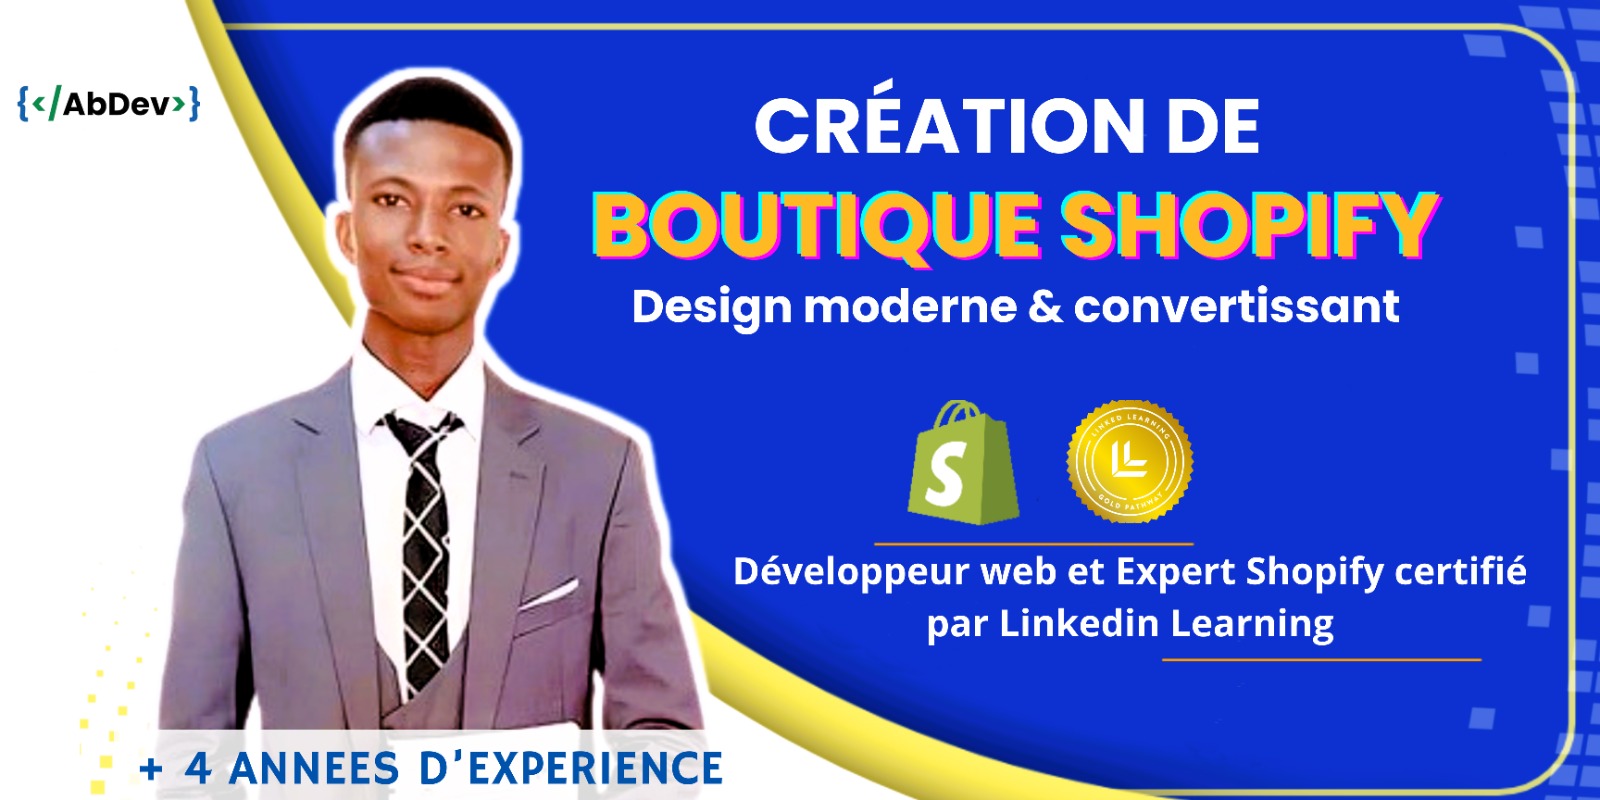 {</AbDev>}
CRÉATION DE
BOUTIQUE SHOPIFY
Design moderne & convertissant
S
LINKED LEARNING
LL
GOLD PATHWAY
Développeur web et Expert Shopify certifié
par Linkedin Learning
+ 4 ANNEES D'EXPERIENCE